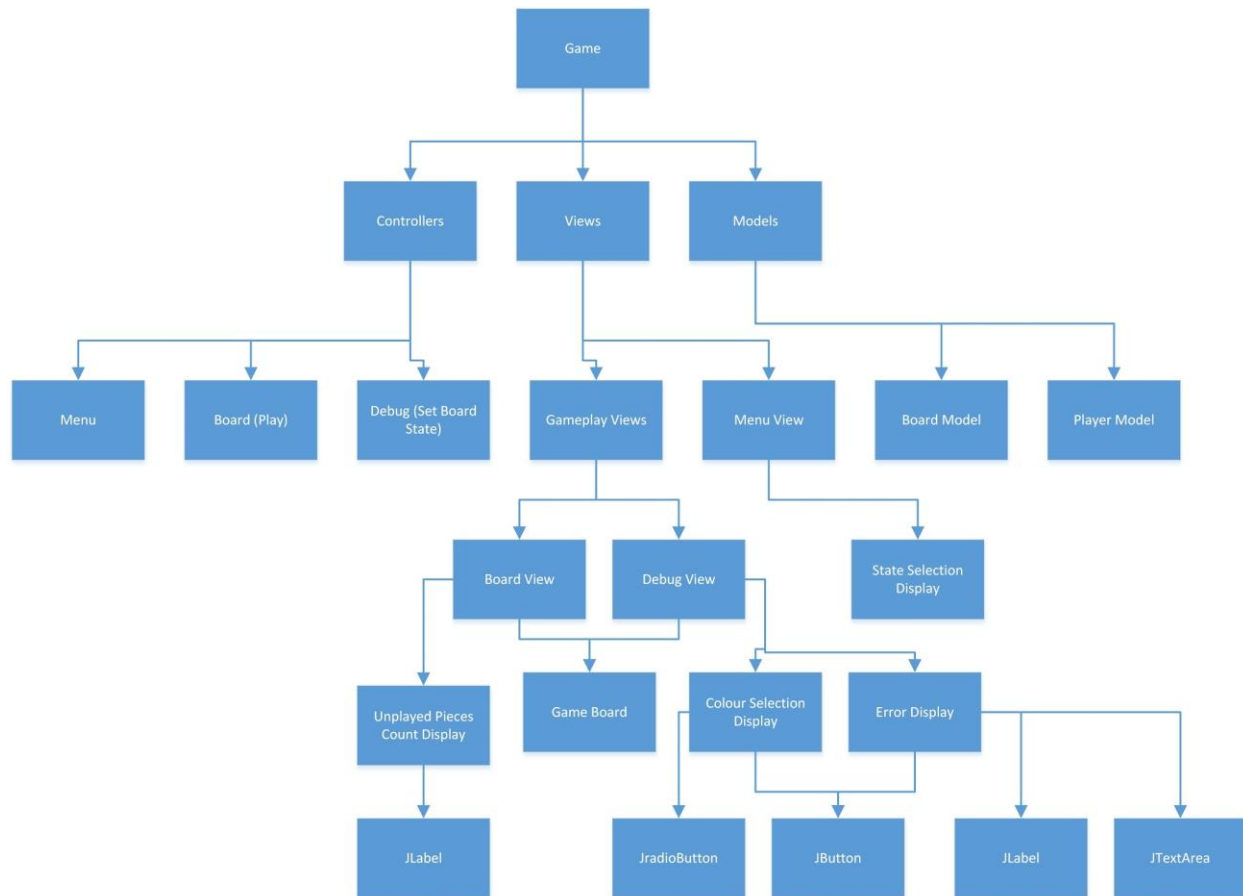 Game
Controllers
Views
Models
Menu
Board (Play)
Debug (Set Board
State)
Gameplay Views
Menu View
Board Model
Player Model
Board View
Debug View
State Selection
Display
Unplayed Pieces
Count Display
Game Board
Colour Selection
Display
Error Display
JLabel
JradioButton
JButton
JLabel
JTextArea